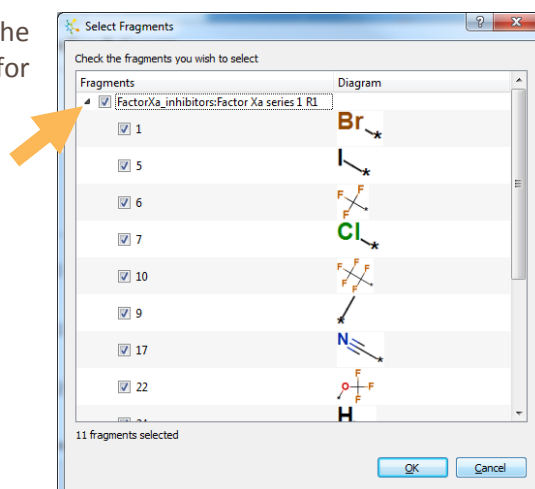 he
for
Select Fragments
Check the fragments you wish to select
Fragments Diagram
FactorXa_inhibitors:Factor Xa series 1 R1
1 Br *
5 I *
6 F F F *
7 Cl *
10 F F F F F *
9 *
17 N *
22 F O F F *
H
11 fragments selected
OK Cancel